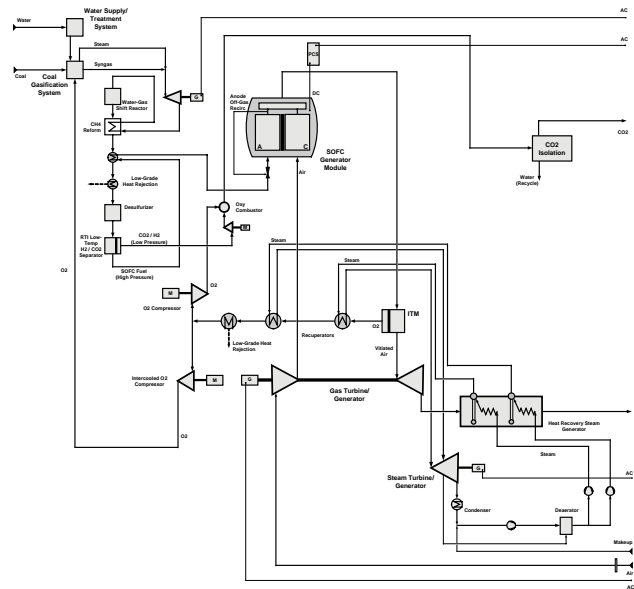 Water Supply/
Treatment
System
Water
AC
Steam
AC
PCS
Syngas
Coal
Coal
Gasification
System
G
DC
Anode
Off-Gas
Recirc
Water-Gas
Shift Reactor
CH4
Reform
A
C
SOFC
Generator
Module
CO2
CO2
Isolation
Air
Low-Grade
Heat Rejection
Water
(Recycle)
Desulfurizer
Oxy
Combustor
M
RTI Low-
Temp
H2 / CO2
Separator
CO2 / H2
(Low Pressure)
Steam
O2
SOFC Fuel
(High Pressure)
Steam
O2
M
O2 Compressor
ITM
O2
Recuperators
Low-Grade Heat
Rejection
Vitiated
Air
Intercooled O2
Compressor
M
G
Gas Turbine/
Generator
Heat Recovery Steam
Generator
O2
Steam
Steam Turbine/
Generator
G
AC
Condenser
Deaerator
Makeup
Air
AC